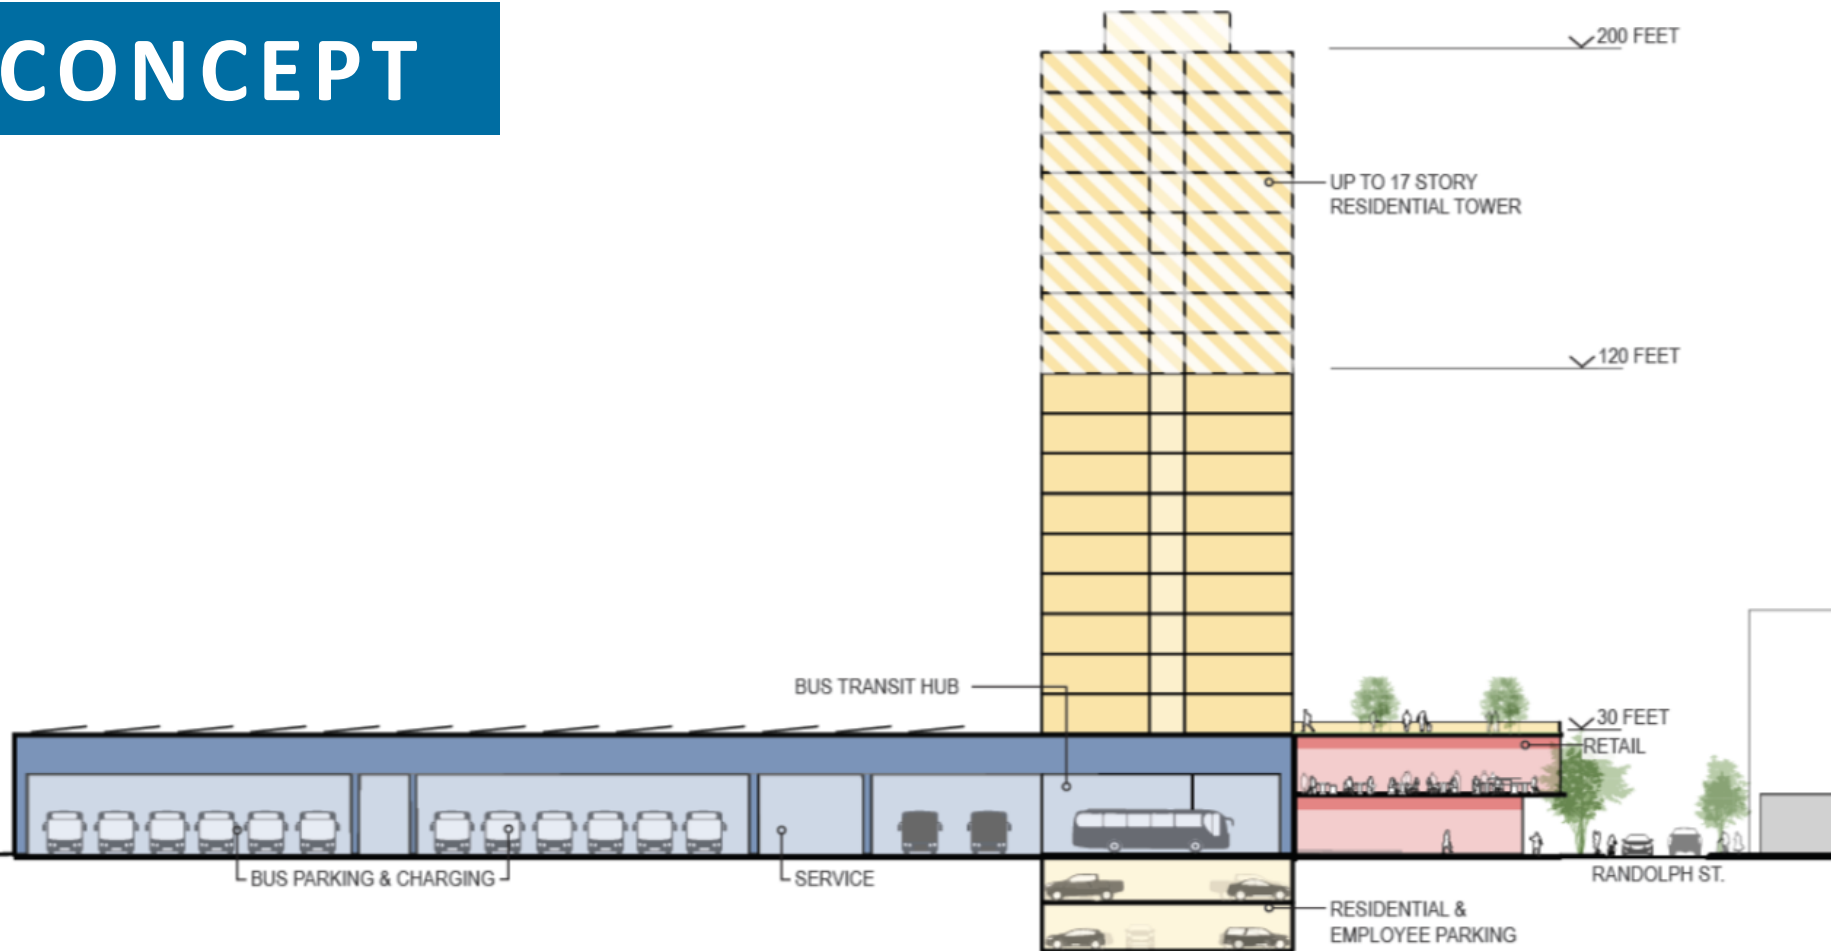 CONCEPT
200 FEET
UP TO 17 STORY
RESIDENTIAL TOWER
120 FEET
BUS TRANSIT HUB
30 FEET
RETAIL
BUS PARKING & CHARGING
SERVICE
RANDOLPH ST.
RESIDENTIAL &
EMPLOYEE PARKING